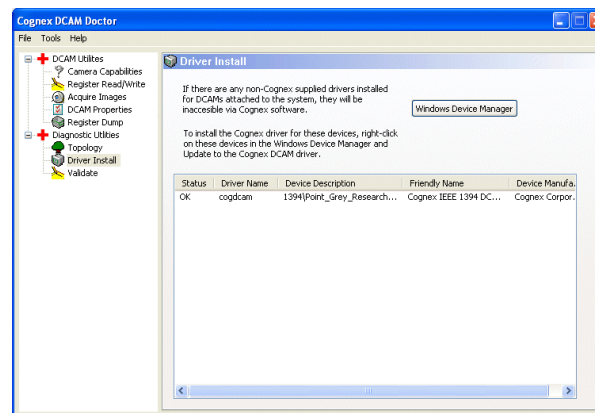 Cognex DCAM Doctor
File Tools Help
DCAM Utilites
Camera Capabilities
Register Read/Write
Acquire Images
DCAM Properties
Register Dump
Diagnostic Utlities
Topology
Driver Install
Validate
Driver Install
If there are any non-Cognex supplied drivers installed
for DCAMs attached to the system, they will be
inaccesible via Cognex software.
Windows Device Manager
To install the Cognex driver for these devices, right-click
on these devices in the Windows Device Manager and
Update to the Cognex DCAM driver.
Status Driver Name Device Description Friendly Name Device Manufa.
OK cogdcam 1394\Point_Grey_Research... Cognex IEEE 1394 DC... Cognex Corpor.